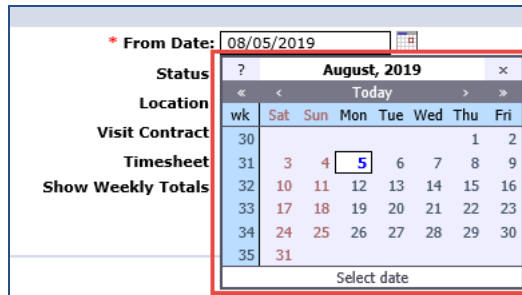 * From Date: 08/05/2019
Status
Location
Visit Contract
Timesheet
Show Weekly Totals
? August, 2019 ×
« ‹ Today › »
wk Sat Sun Mon Tue Wed Thu Fri
30 1 2
31 3 4 5 6 7 8 9
32 10 11 12 13 14 15 16
33 17 18 19 20 21 22 23
34 24 25 26 27 28 29 30
35 31
Select date